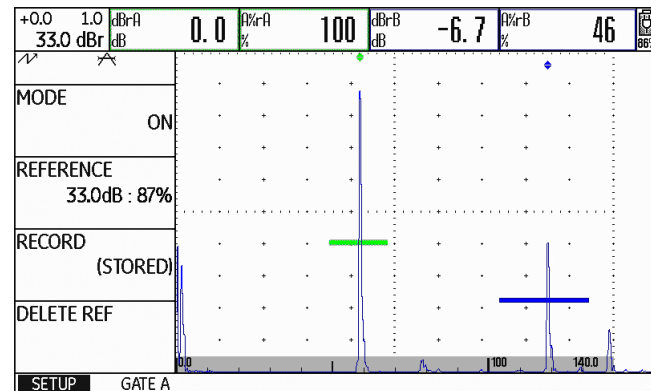 +0.0 1.0 dBrA 0.0 A%rA 100 dBrB -6.7 A%rB 46
33.0 dBr dB % dB % 86%
MODE
ON
REFERENCE
33.0dB : 87%
RECORD
(STORED)
DELETE REF
0.0 100 140.0
SETUP GATE A